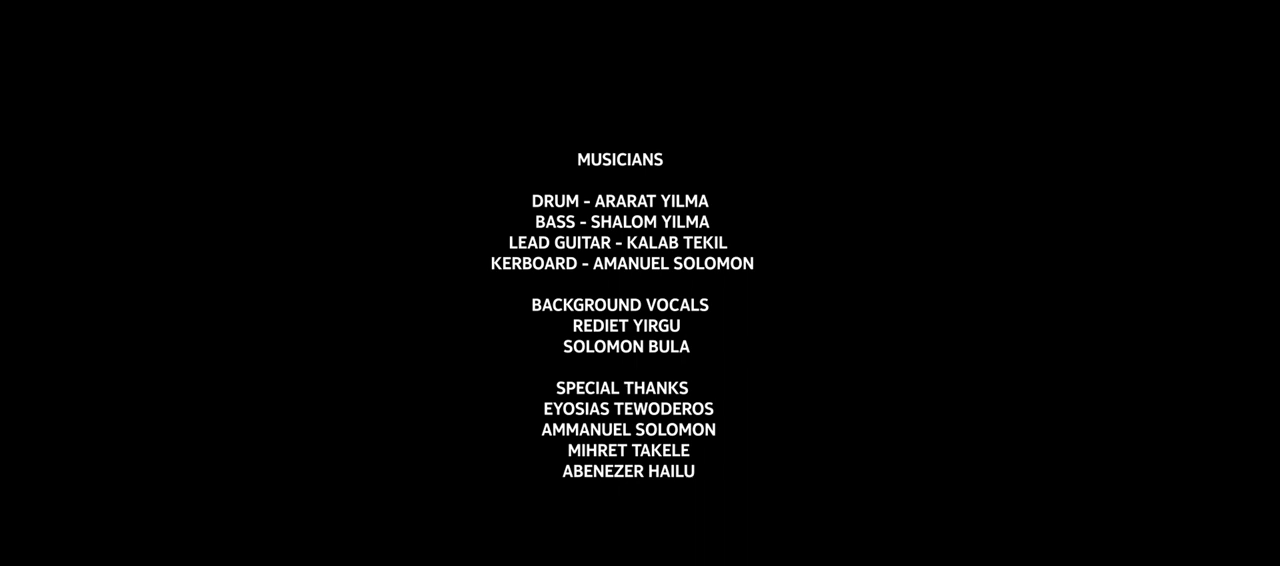 MUSICIANS
DRUM - ARARAT YILMA
BASS - SHALOM YILMA
LEAD GUITAR - KALAB TEKIL
KERBOARD - AMANUEL SOLOMON
BACKGROUND VOCALS
REDIET YIRGU
SOLOMON BULA
SPECIAL THANKS
EYOSIAS TEWODEROS
AMMANUEL SOLOMON
MIHRET TAKELE
ABENEZER HAILU